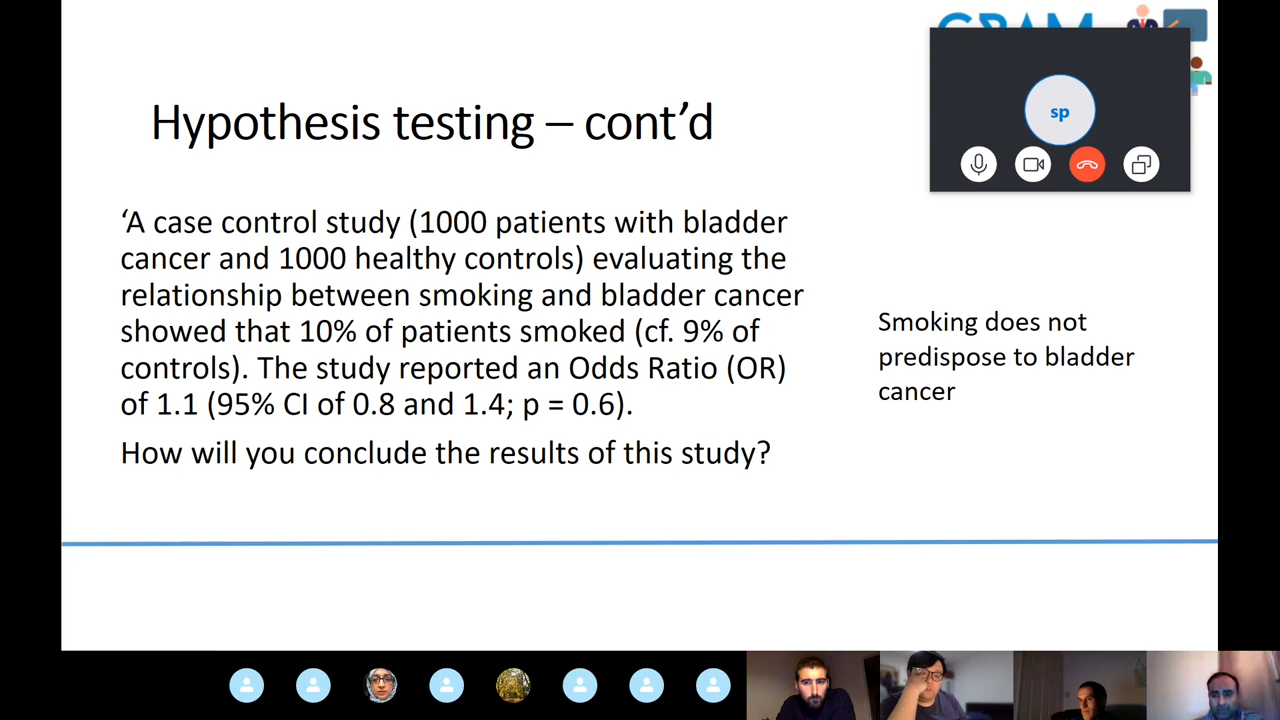 Hypothesis testing – cont’d
sp
‘A case control study (1000 patients with bladder
cancer and 1000 healthy controls) evaluating the
relationship between smoking and bladder cancer
showed that 10% of patients smoked (cf. 9% of
controls). The study reported an Odds Ratio (OR)
of 1.1 (95% CI of 0.8 and 1.4; p = 0.6).
How will you conclude the results of this study?
Smoking does not
predispose to bladder
cancer